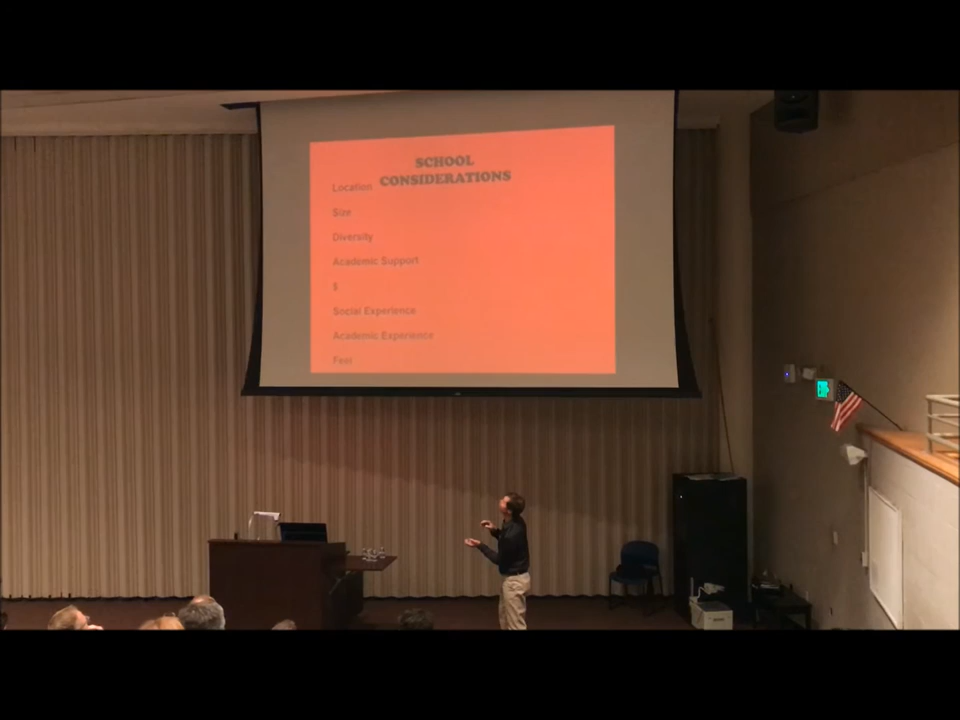 SCHOOL
CONSIDERATIONS
Location
Size
Diversity
Academic Support
$
Social Experience
Academic Experience
Feel